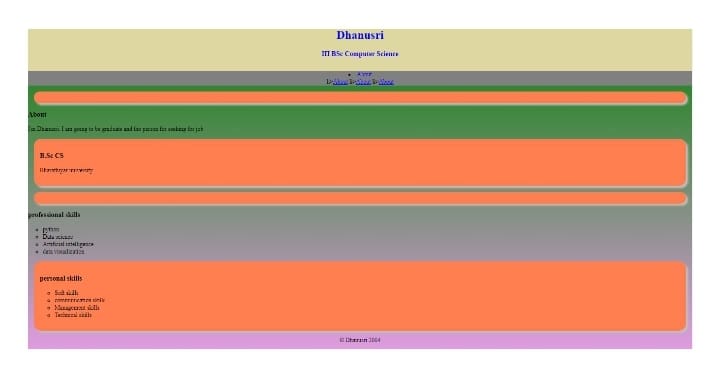 Dhanusri
III BSc Computer Science
About
li>About li>About li>About
About
I'm Dhanusri. I am going to be graduate and the person for seeking for job
B.Sc CS
Bharathiyar university
professional skills
python
Data science
Artificial intelligence
data visualization
personal skills
Soft skills
communication skills
Management skills
Technical skills
© Dhanusri 2004